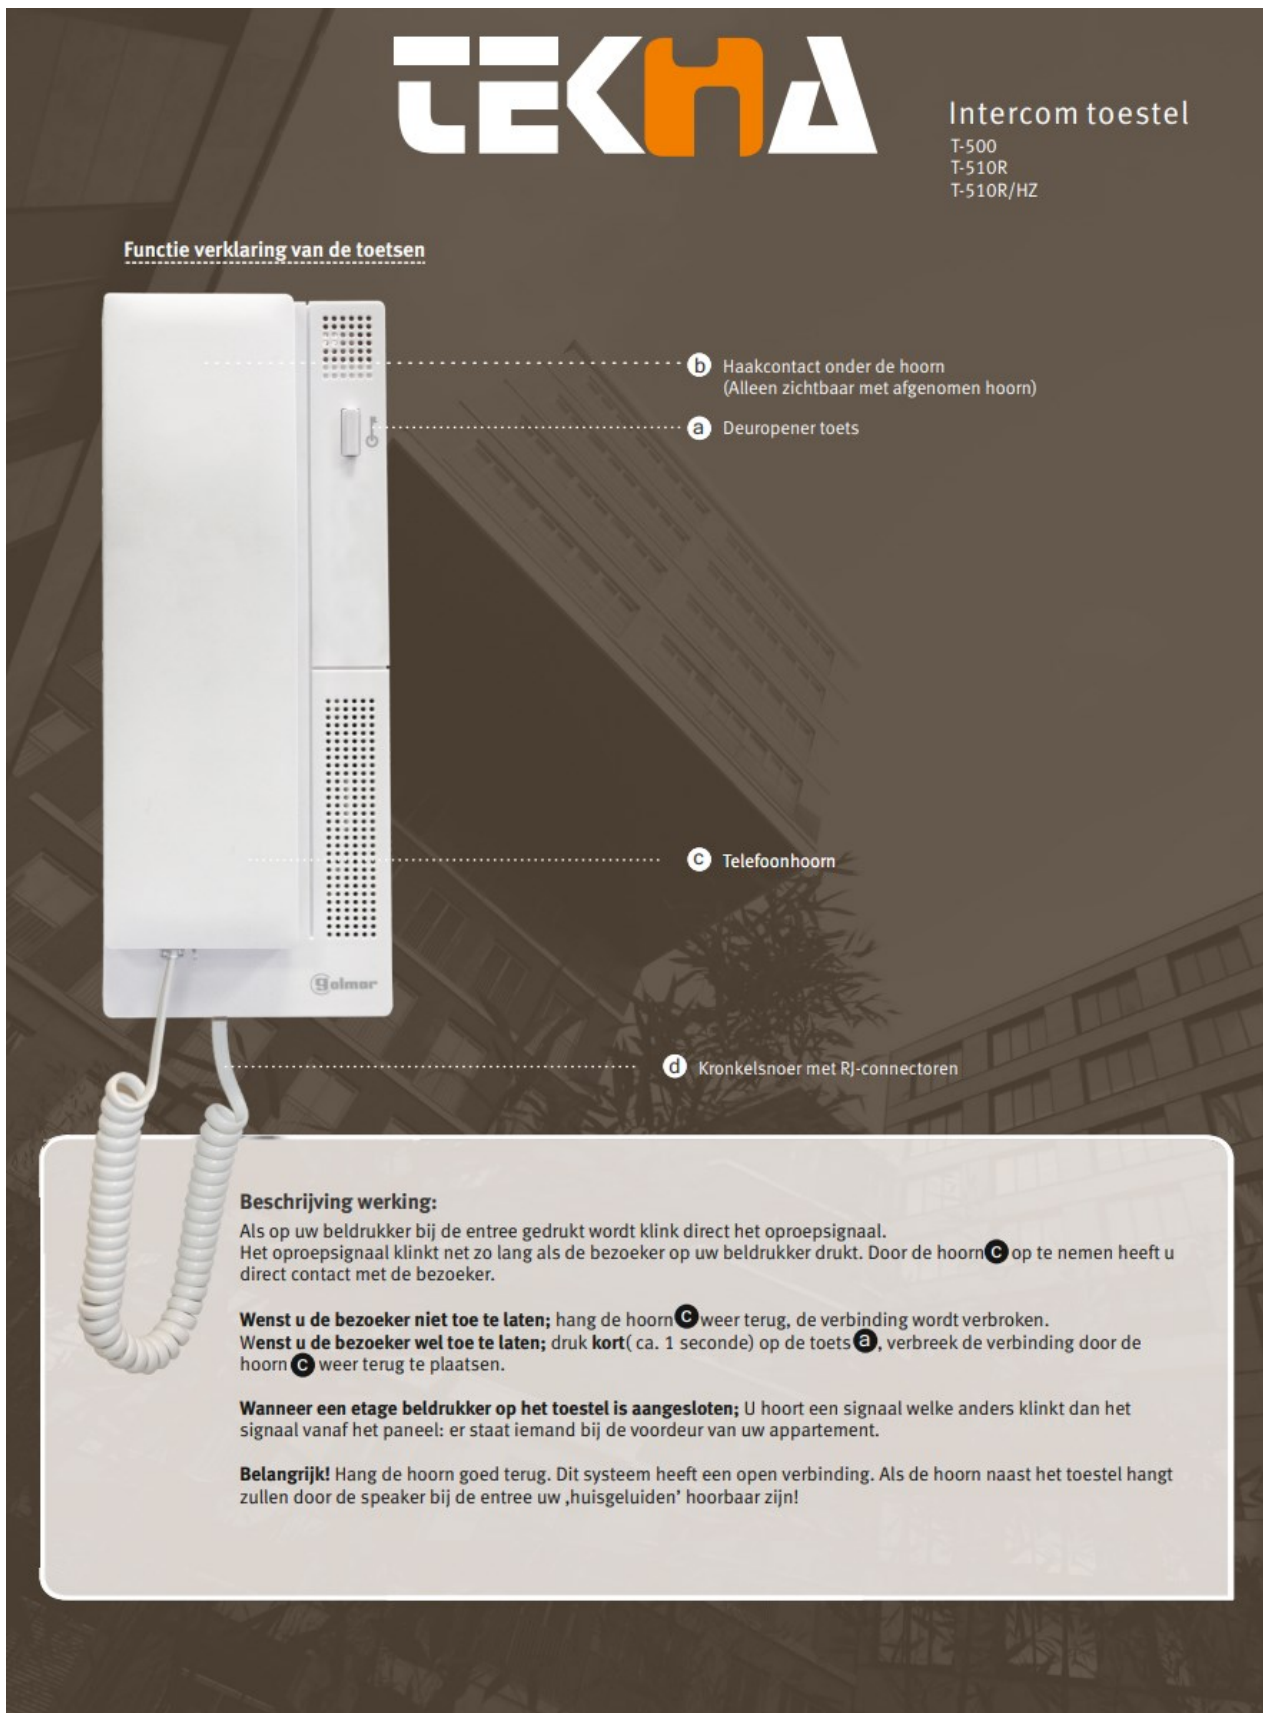 TEKNA
Intercom toestel
T-500
T-510R
T-510R/HZ
Functie verklaring van de toetsen
b Haakcontact onder de hoorn
(Alleen zichtbaar met afgenomen hoorn)
a Deuropener toets
c Telefoonhoorn
golmar
d Kronkelsnoer met RJ-connectoren
Beschrijving werking:
Als op uw beldrukker bij de entree gedrukt wordt klink direct het oproepsignaal.
Het oproepsignaal klinkt net zo lang als de bezoeker op uw beldrukker drukt. Door de hoorn c op te nemen heeft u
direct contact met de bezoeker.
Wenst u de bezoeker niet toe te laten; hang de hoorn c weer terug, de verbinding wordt verbroken.
Wenst u de bezoeker wel toe te laten; druk kort( ca. 1 seconde) op de toets a, verbreek de verbinding door de
hoorn c weer terug te plaatsen.
Wanneer een etage beldrukker op het toestel is aangesloten; U hoort een signaal welke anders klinkt dan het
signaal vanaf het paneel: er staat iemand bij de voordeur van uw appartement.
Belangrijk! Hang de hoorn goed terug. Dit systeem heeft een open verbinding. Als de hoorn naast het toestel hangt
zullen door de speaker bij de entree uw ‚huisgeluiden’ hoorbaar zijn!